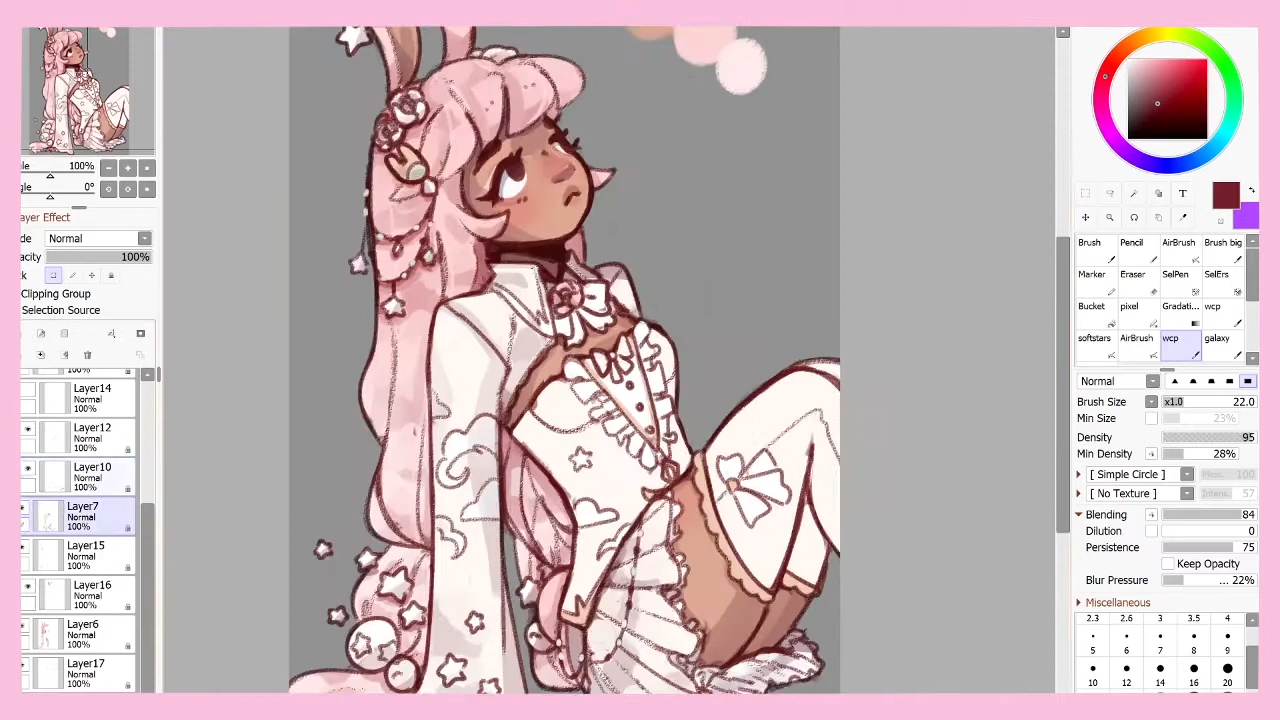 le 100%
gle 0°
ayer Effect
de Normal
pacity 100%
k
Clipping Group
Selection Source
100%
Layer14
Normal
100%
Layer12
Normal
100%
Layer10
Normal
100%
Layer7
Normal
100%
Layer15
Normal
100%
Layer16
Normal
100%
Layer6
Normal
100%
Layer17
Normal
100%
T
Brush Pencil AirBrush Brush big
Marker Eraser SelPen SelErs
Bucket pixel Gradati... wcp
softstars AirBrush wcp galaxy
Normal
Brush Size x1.0 22.0
Min Size 23%
Density 95
Min Density 28%
[ Simple Circle ] 100
[ No Texture ] 57
Blending 84
Dilution 0
Persistence 75
Keep Opacity
Blur Pressure ... 22%
Miscellaneous
2.3 2.6 3 3.5 4
5 6 7 8 9
10 12 14 16 20